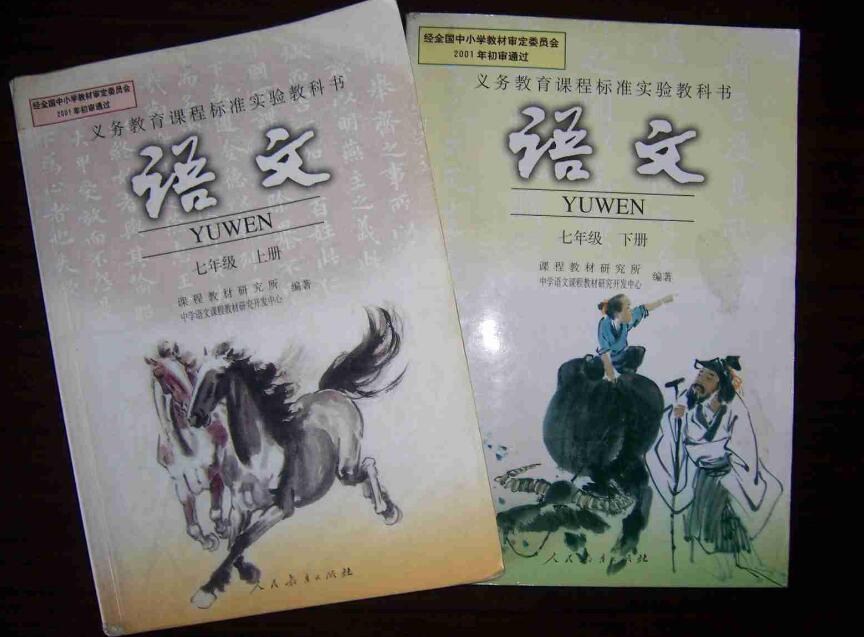 经全国中小学教材审定委员会
2001年初审通过
义务教育课程标准实验教科书
语文
YUWEN
七年级 上册
课程教材研究所
中学语文课程教材研究开发中心
编著
人民教育出版社
经全国中小学教材审定委员会
2001年初审通过
义务教育课程标准实验教科书
语文
YUWEN
七年级 下册
课程教材研究所
中学语文课程教材研究开发中心
编著
人民教育出版社